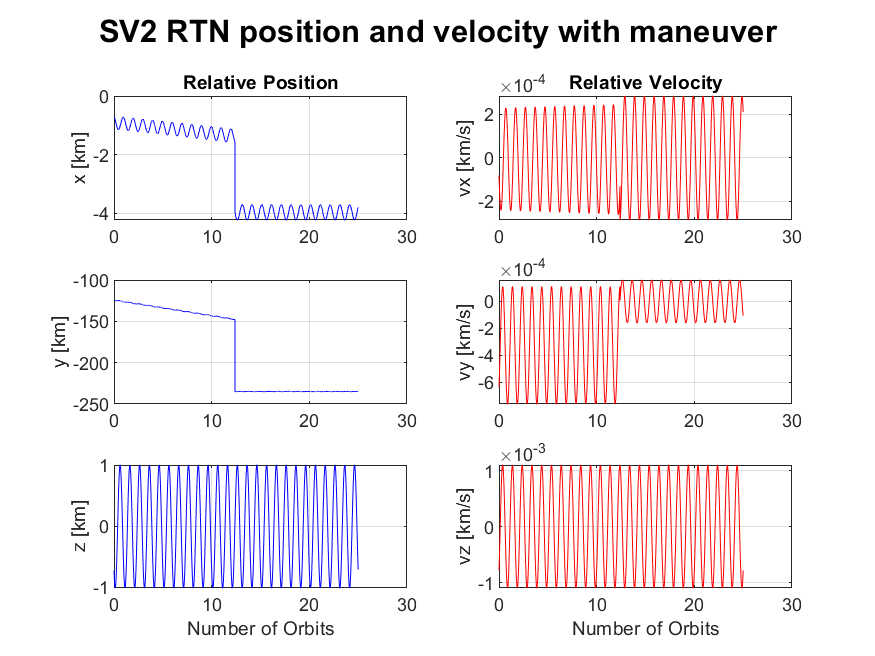 SV2 RTN position and velocity with maneuver
Relative Position
0
-2
-4
x [km]
0 10 20 30
Relative Velocity
×10-4
2
0
-2
vx [km/s]
0 10 20 30
-100
-150
-200
-250
y [km]
0 10 20 30
×10-4
0
-2
-4
-6
vy [km/s]
0 10 20 30
1
0
-1
z [km]
0 10 20 30
Number of Orbits
×10-3
1
0
-1
vz [km/s]
0 10 20 30
Number of Orbits